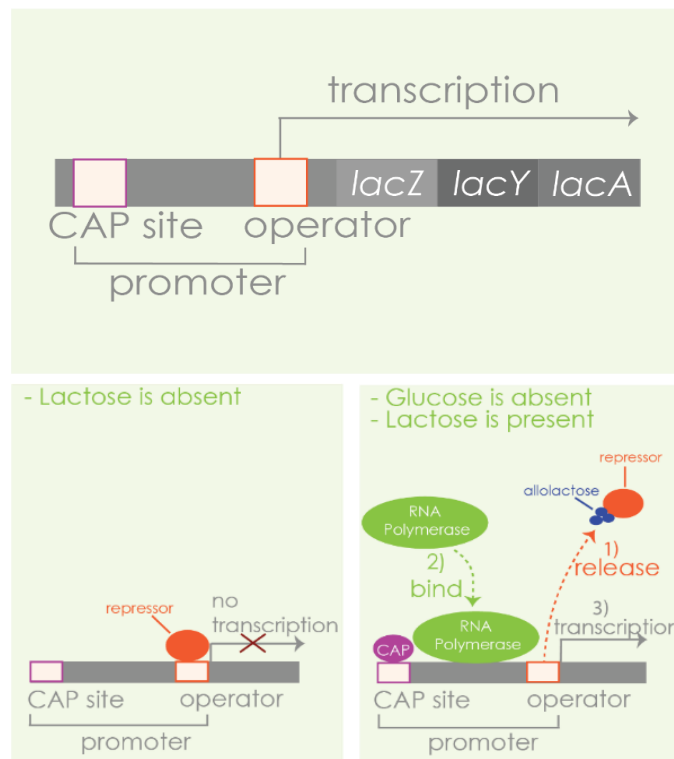 transcription
lacZ lacY lacA
CAP site operator
promoter
- Lactose is absent
repressor
no
transcription
CAP site operator
promoter
- Glucose is absent
- Lactose is present
repressor
allolactose
RNA
Polymerase
1)
release
2)
bind
3)
transcription
CAP
RNA
Polymerase
CAP site operator
promoter